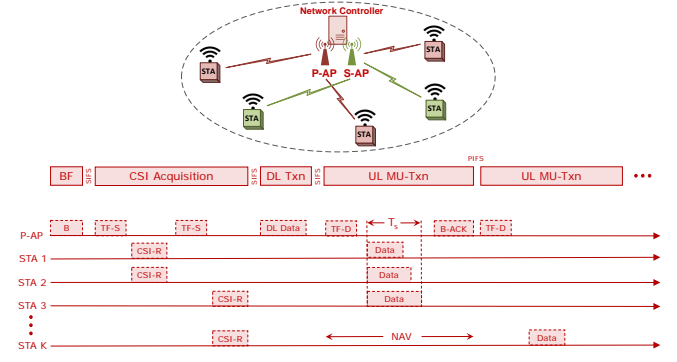 Network Controller
STA
STA
P-AP S-AP
STA
STA
STA
PIFS
BF SIFS CSI Acquisition SIFS DL Txn SIFS UL MU-Txn UL MU-Txn •••
P-AP B TF-S TF-S DL Data TF-D Ts B-ACK TF-D
STA 1 CSI-R Data
STA 2 CSI-R Data
STA 3 CSI-R Data
STA K CSI-R NAV Data